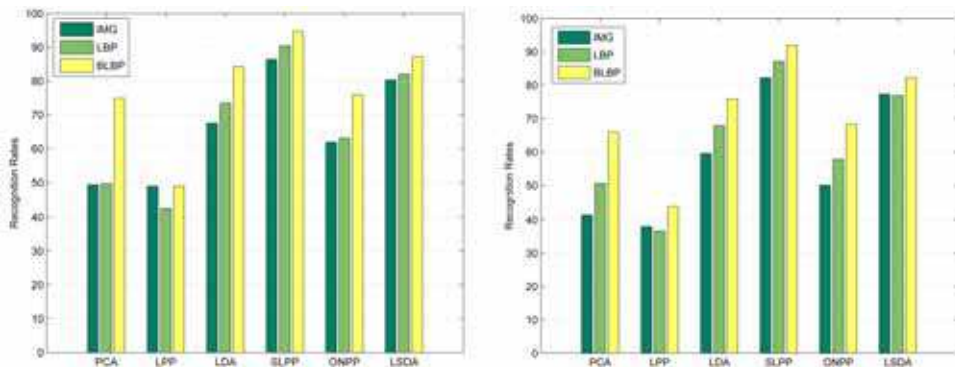 100
90
80
70
60
50
40
30
20
10
0
Recognition Rates
IMG
LBP
BLBP
PCA LPP LDA SLPP ONPP LSDA
100
90
80
70
60
50
40
30
20
10
0
Recognition Rates
IMG
LBP
BLBP
PCA LPP LDA SLPP ONPP LSDA